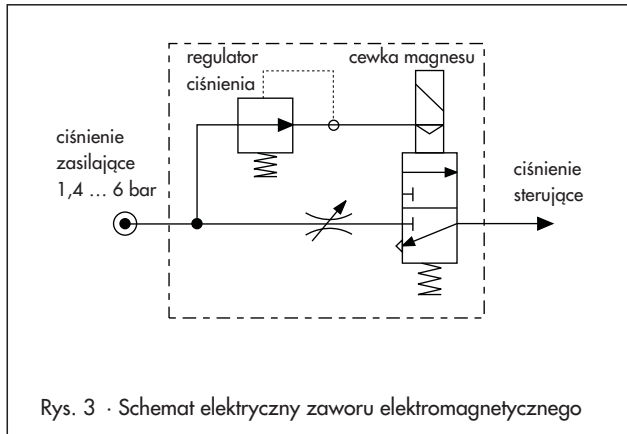 regulator
ciśnienia
cewka magnesu
ciśnienie
zasilające
1,4 ... 6 bar
ciśnienie
sterujące
Rys. 3 · Schemat elektryczny zaworu elektromagnetycznego